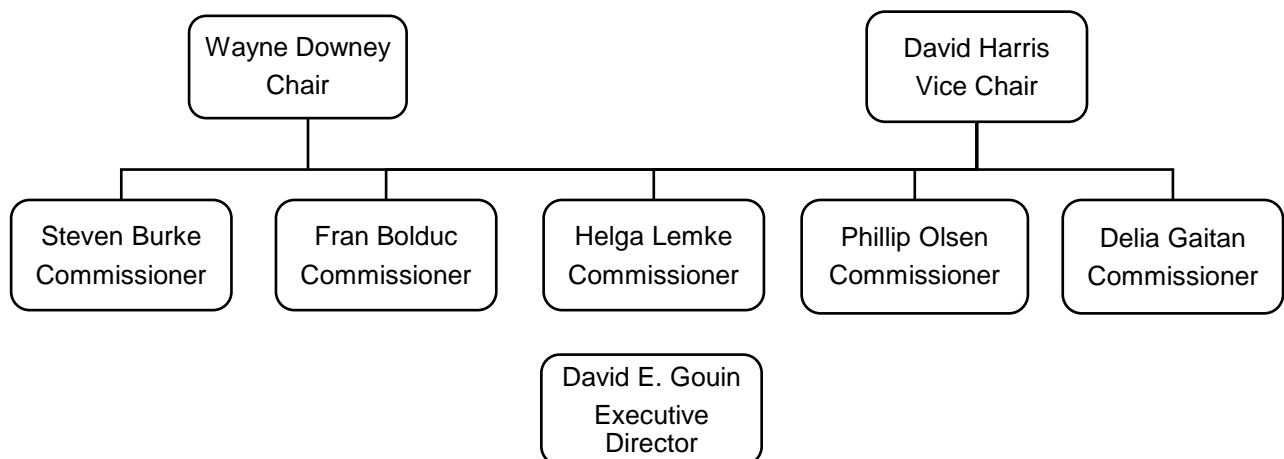 Wayne Downey
Chair
David Harris
Vice Chair
Steven Burke
Commissioner
Fran Bolduc
Commissioner
Helga Lemke
Commissioner
Phillip Olsen
Commissioner
Delia Gaitan
Commissioner
David E. Gouin
Executive
Director